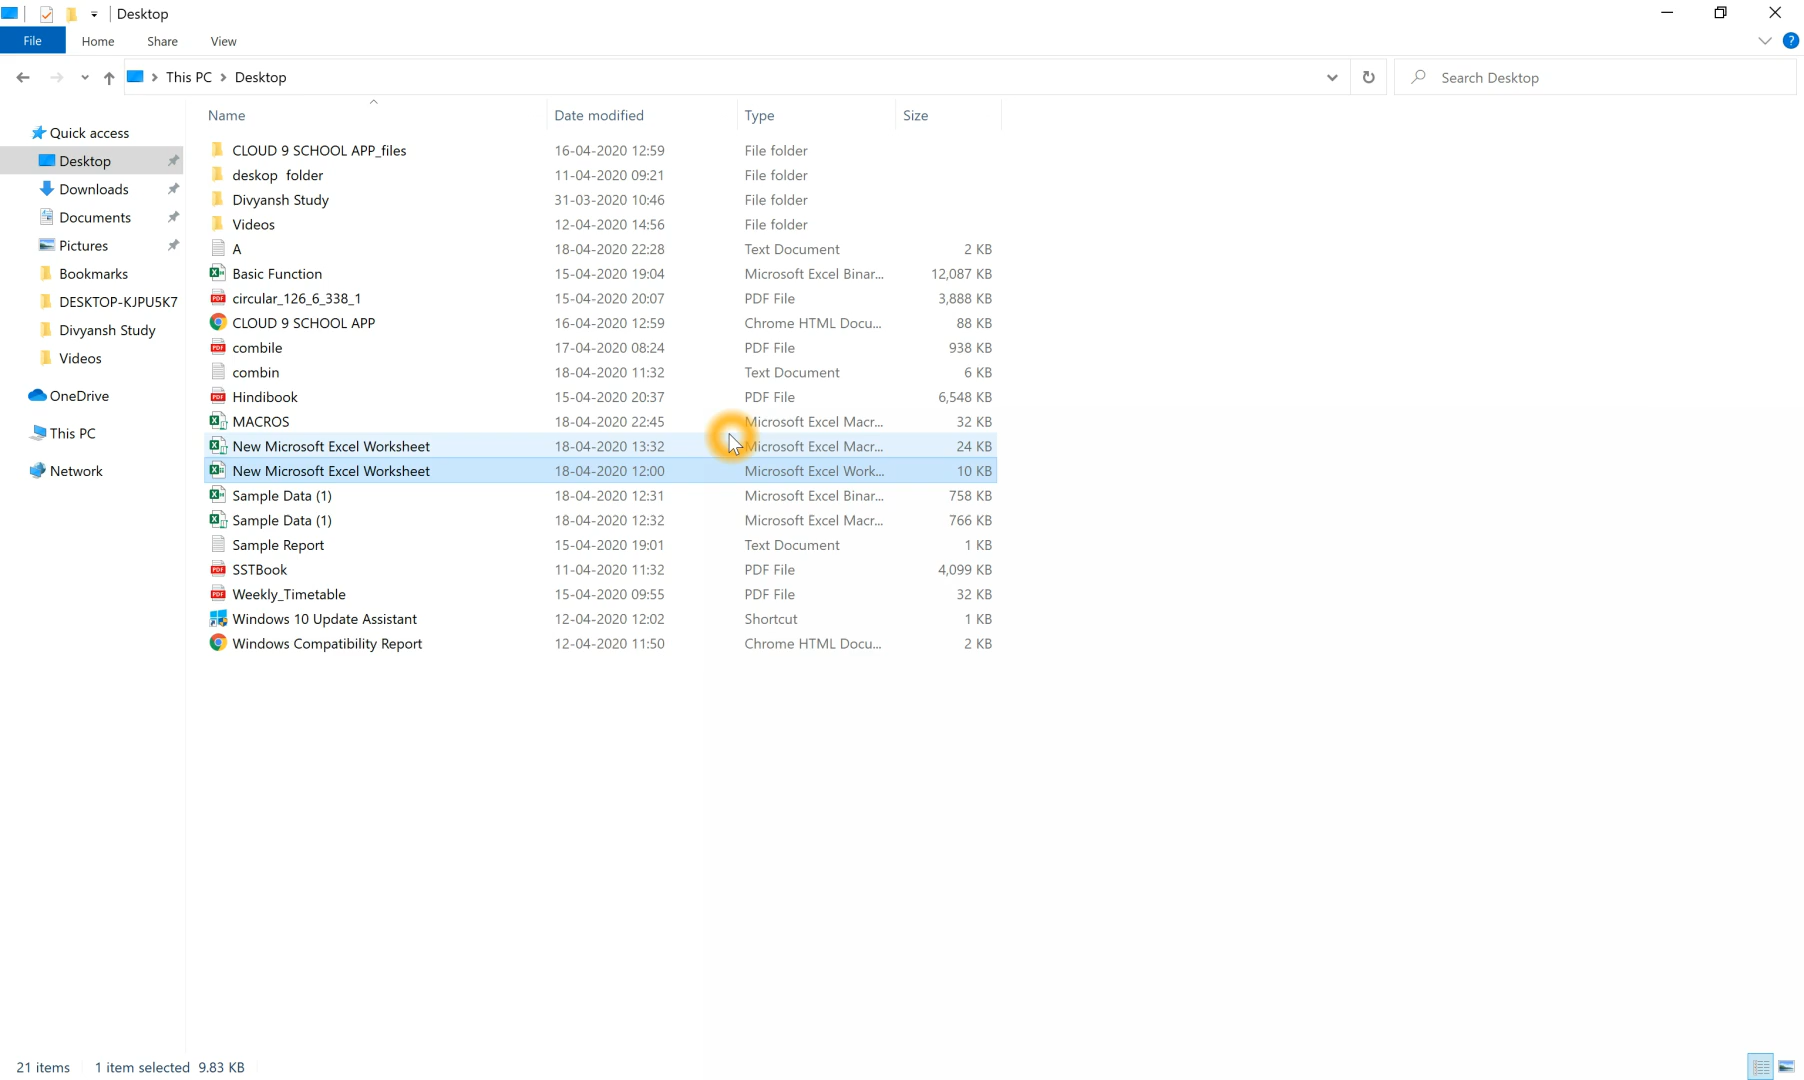 Desktop
File Home Share View
This PC Desktop Search Desktop
Name Date modified Type Size
Quick access
Desktop
Downloads
Documents
Pictures
Bookmarks
DESKTOP-KJPU5K7
Divyansh Study
Videos
OneDrive
This PC
Network
CLOUD 9 SCHOOL APP_files 16-04-2020 12:59 File folder
deskop folder 11-04-2020 09:21 File folder
Divyansh Study 31-03-2020 10:46 File folder
Videos 12-04-2020 14:56 File folder
A 18-04-2020 22:28 Text Document 2 KB
Basic Function 15-04-2020 19:04 Microsoft Excel Binar... 12,087 KB
circular_126_6_338_1 15-04-2020 20:07 PDF File 3,888 KB
CLOUD 9 SCHOOL APP 16-04-2020 12:59 Chrome HTML Docu... 88 KB
combile 17-04-2020 08:24 PDF File 938 KB
combin 18-04-2020 11:32 Text Document 6 KB
Hindibook 15-04-2020 20:37 PDF File 6,548 KB
MACROS 18-04-2020 22:45 Microsoft Excel Macr... 32 KB
New Microsoft Excel Worksheet 18-04-2020 13:32 Microsoft Excel Macr... 24 KB
New Microsoft Excel Worksheet 18-04-2020 12:00 Microsoft Excel Work... 10 KB
Sample Data (1) 18-04-2020 12:31 Microsoft Excel Binar... 758 KB
Sample Data (1) 18-04-2020 12:32 Microsoft Excel Macr... 766 KB
Sample Report 15-04-2020 19:01 Text Document 1 KB
SSTBook 11-04-2020 11:32 PDF File 4,099 KB
Weekly_Timetable 15-04-2020 09:55 PDF File 32 KB
Windows 10 Update Assistant 12-04-2020 12:02 Shortcut 1 KB
Windows Compatibility Report 12-04-2020 11:50 Chrome HTML Docu... 2 KB
21 items 1 item selected 9.83 KB